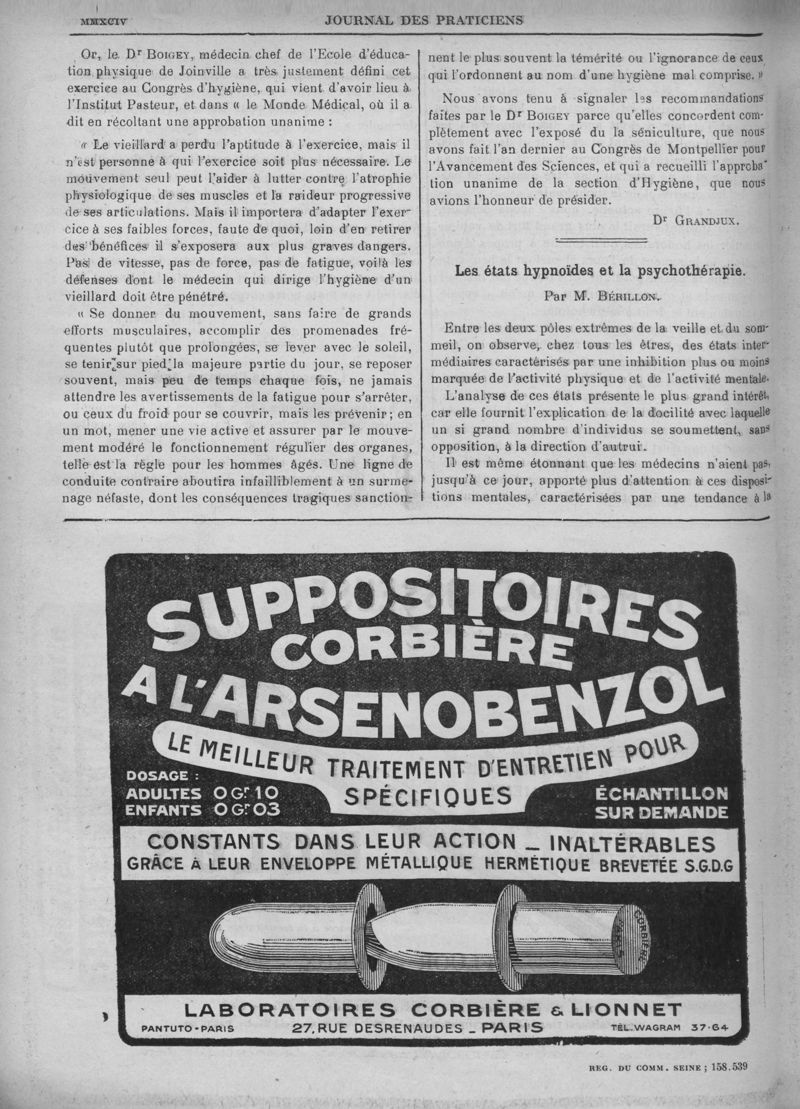 MMXCIV
JOURNAL DES PRATICIENS
Or, le Dr BOIGEY, médecin chef de l'Ecole d'éduca-
tion physique de Joinville a très justement défini cet
exercice au Congrès d'hygiène, qui vient d'avoir lieu à
l'Institut Pasteur, et dans « le Monde Médical, où il a
dit en récoltant une approbation unanime :
« Le vieillard a perdu l'aptitude à l'exercice, mais il
n'est personne à qui l'exercice soit plus nécessaire. Le
mouvement seul peut l'aider à lutter contre l'atrophie
physiologique de ses muscles et la raideur progressive
de ses articulations. Mais il importera d'adapter l'exer-
cice à ses faibles forces, faute de quoi, loin d'en retirer
des bénéfices il s'exposera aux plus graves dangers.
Pas de vitesse, pas de force, pas de fatigue, voilà les
défenses dont le médecin qui dirige l'hygiène d'un
vieillard doit être pénétré.
« Se donner du mouvement, sans faire de grands
efforts musculaires, accomplir des promenades fré-
quentes plutôt que prolongées, se lever avec le soleil,
se tenir sur pied la majeure partie du jour, se reposer
souvent, mais peu de temps chaque fois, ne jamais
attendre les avertissements de la fatigue pour s'arrêter,
ou ceux du froid pour se couvrir, mais les prévenir ; en
un mot, mener une vie active et assurer par le mouve-
ment modéré le fonctionnement régulier des organes,
telle est la règle pour les hommes âgés. Une ligne de
conduite contraire aboutira infailliblement à un surme-
nage néfaste, dont les conséquences tragiques sanction-
nent le plus souvent la témérité ou l'ignorance de ceux
qui l'ordonnent au nom d'une hygiène mal comprise. »
Nous avons tenu à signaler les recommandations
faites par le Dr BOIGEY parce qu'elles concordent com-
plètement avec l'exposé du la séniculture, que nous
avons fait l'an dernier au Congrès de Montpellier pour
l'Avancement des Sciences, et qui a recueilli l'approba-
tion unanime de la section d'Hygiène, que nous
avions l'honneur de présider.
Dr GRANDJUX.
Les états hypnoïdes et la psychothérapie.
Par M. BÉRILLON.
Entre les deux pôles extrêmes de la veille et du som-
meil, on observe, chez tous les êtres, des états inter-
médiaires caractérisés par une inhibition plus ou moins
marquée de l'activité physique et de l'activité mentale.
L'analyse de ces états présente le plus grand intérêt,
car elle fournit l'explication de la docilité avec laquelle
un si grand nombre d'individus se soumettent, sans
opposition, à la direction d'autrui.
Il est même étonnant que les médecins n'aient pas,
jusqu'à ce jour, apporté plus d'attention à ces disposi-
tions mentales, caractérisées par une tendance à la
SUPPOSITOIRES
CORBIÈRE
A L'ARSENOBENZOL
LE MEILLEUR TRAITEMENT D'ENTRETIEN POUR
SPÉCIFIQUES
DOSAGE :
ADULTES 0 Gr 10
ENFANTS 0 Gr 03
ÉCHANTILLON
SUR DEMANDE
CONSTANTS DANS LEUR ACTION _ INALTÉRABLES
GRÂCE A LEUR ENVELOPPE MÉTALLIQUE HERMÉTIQUE BREVETÉE S.G.D.G
CORBIÈRE
PARIS
LABORATOIRES CORBIÈRE & LIONNET
PANTUTO - PARIS
27, RUE DESRENAUDES _ PARIS
TÉL. WAGRAM 37-64
REG. DU COMM. SEINE ; 158.539